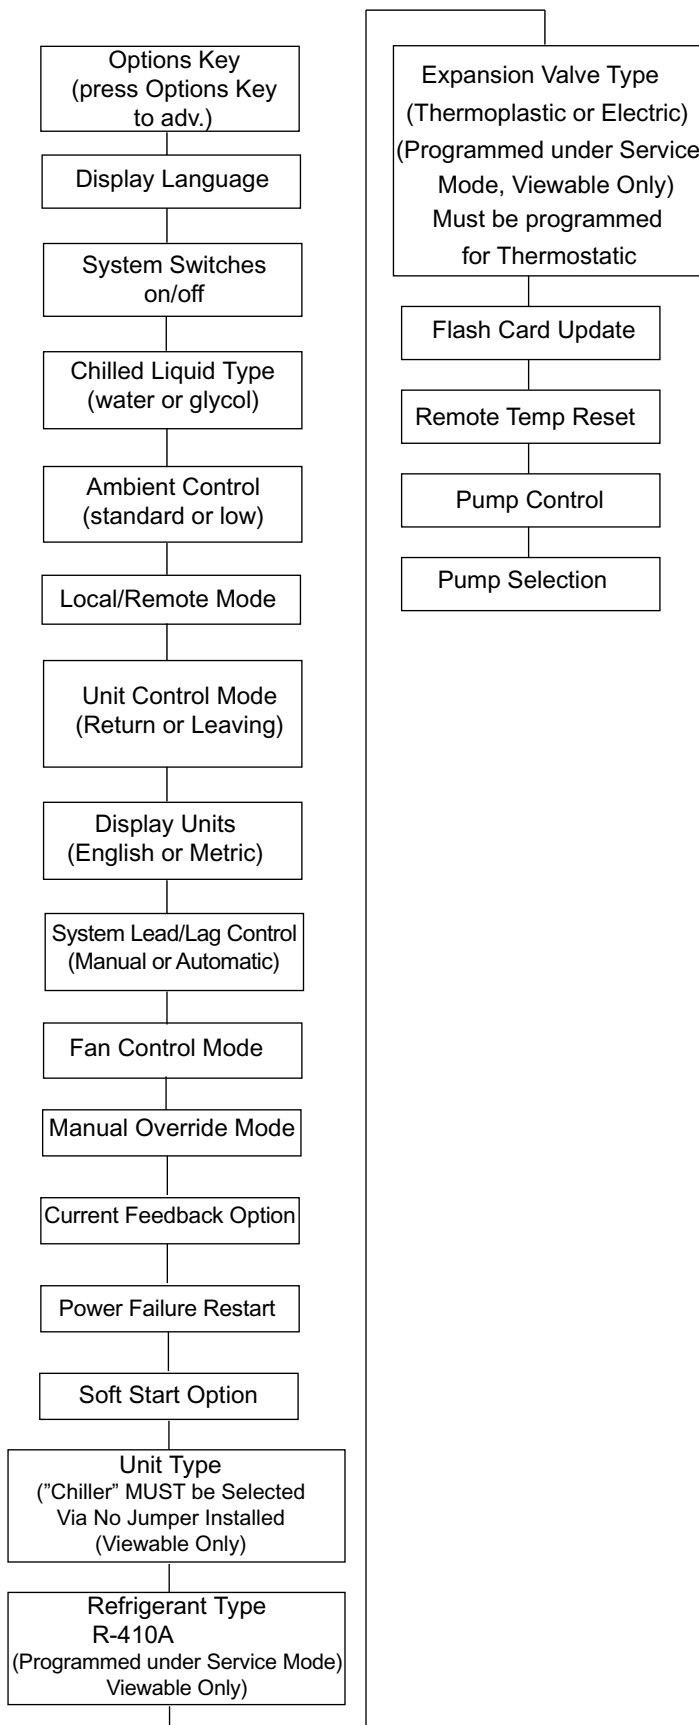 Options Key
(press Options Key
to adv.)
Display Language
System Switches
on/off
Chilled Liquid Type
(water or glycol)
Ambient Control
(standard or low)
Local/Remote Mode
Unit Control Mode
(Return or Leaving)
Display Units
(English or Metric)
System Lead/Lag Control
(Manual or Automatic)
Fan Control Mode
Manual Override Mode
Current Feedback Option
Power Failure Restart
Soft Start Option
Unit Type
("Chiller" MUST be Selected
Via No Jumper Installed
(Viewable Only)
Refrigerant Type
R-410A
(Programmed under Service Mode)
Viewable Only)
Expansion Valve Type
(Thermoplastic or Electric)
(Programmed under Service
Mode, Viewable Only)
Must be programmed
for Thermostatic
Flash Card Update
Remote Temp Reset
Pump Control
Pump Selection